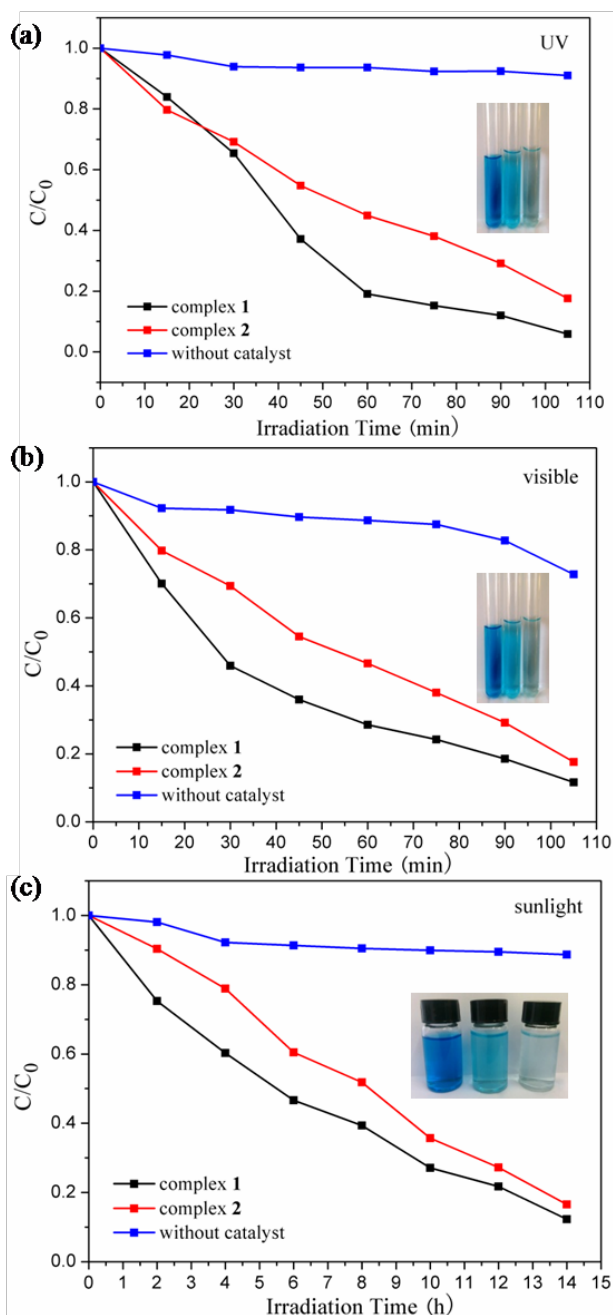 (a)
UV
1.0
0.8
0.6
0.4
0.2
0.0
C/C0
complex 1
complex 2
without catalyst
0 10 20 30 40 50 60 70 80 90 100 110
Irradiation Time (min)
(b)
visible
1.0
0.8
0.6
0.4
0.2
0.0
C/C0
complex 1
complex 2
without catalyst
0 10 20 30 40 50 60 70 80 90 100 110
Irradiation Time (min)
(c)
sunlight
1.0
0.8
0.6
0.4
0.2
0.0
C/C0
complex 1
complex 2
without catalyst
0 1 2 3 4 5 6 7 8 9 10 11 12 13 14 15
Irradiation Time (h)